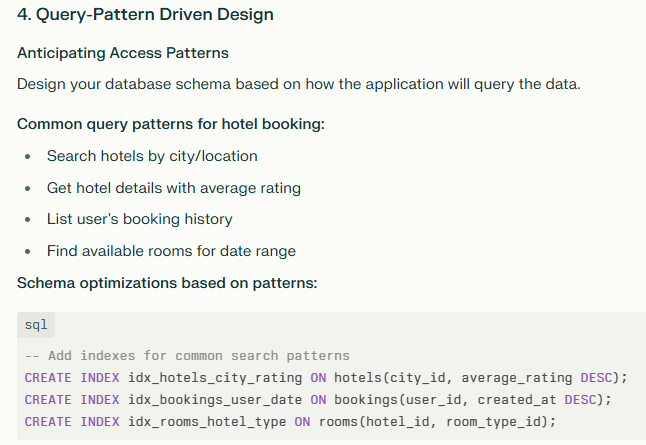 4. Query-Pattern Driven Design
Anticipating Access Patterns
Design your database schema based on how the application will query the data.
Common query patterns for hotel booking:
• Search hotels by city/location
• Get hotel details with average rating
• List user's booking history
• Find available rooms for date range
Schema optimizations based on patterns:
sql
-- Add indexes for common search patterns
CREATE INDEX idx_hotels_city_rating ON hotels(city_id, average_rating DESC);
CREATE INDEX idx_bookings_user_date ON bookings(user_id, created_at DESC);
CREATE INDEX idx_rooms_hotel_type ON rooms(hotel_id, room_type_id);